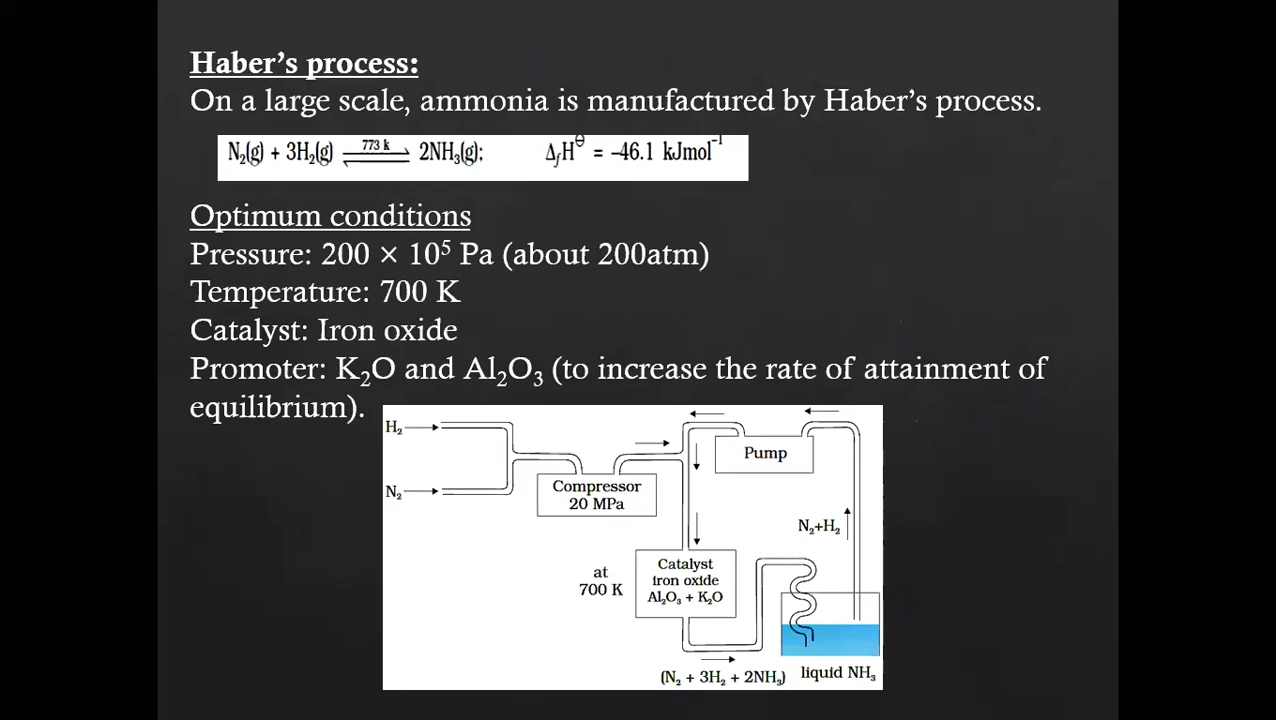 Haber’s process:
On a large scale, ammonia is manufactured by Haber’s process.
N₂(g) + 3H₂(g) 773 k ⇌ 2NH₃(g); ΔfH⊖ = –46.1 kJmol⁻¹
Optimum conditions
Pressure: 200 × 10⁵ Pa (about 200atm)
Temperature: 700 K
Catalyst: Iron oxide
Promoter: K₂O and Al₂O₃ (to increase the rate of attainment of
equilibrium).
H₂
N₂
Compressor
20 MPa
Pump
N₂+H₂
at
700 K
Catalyst
iron oxide
Al₂O₃ + K₂O
(N₂ + 3H₂ + 2NH₃)
liquid NH₃